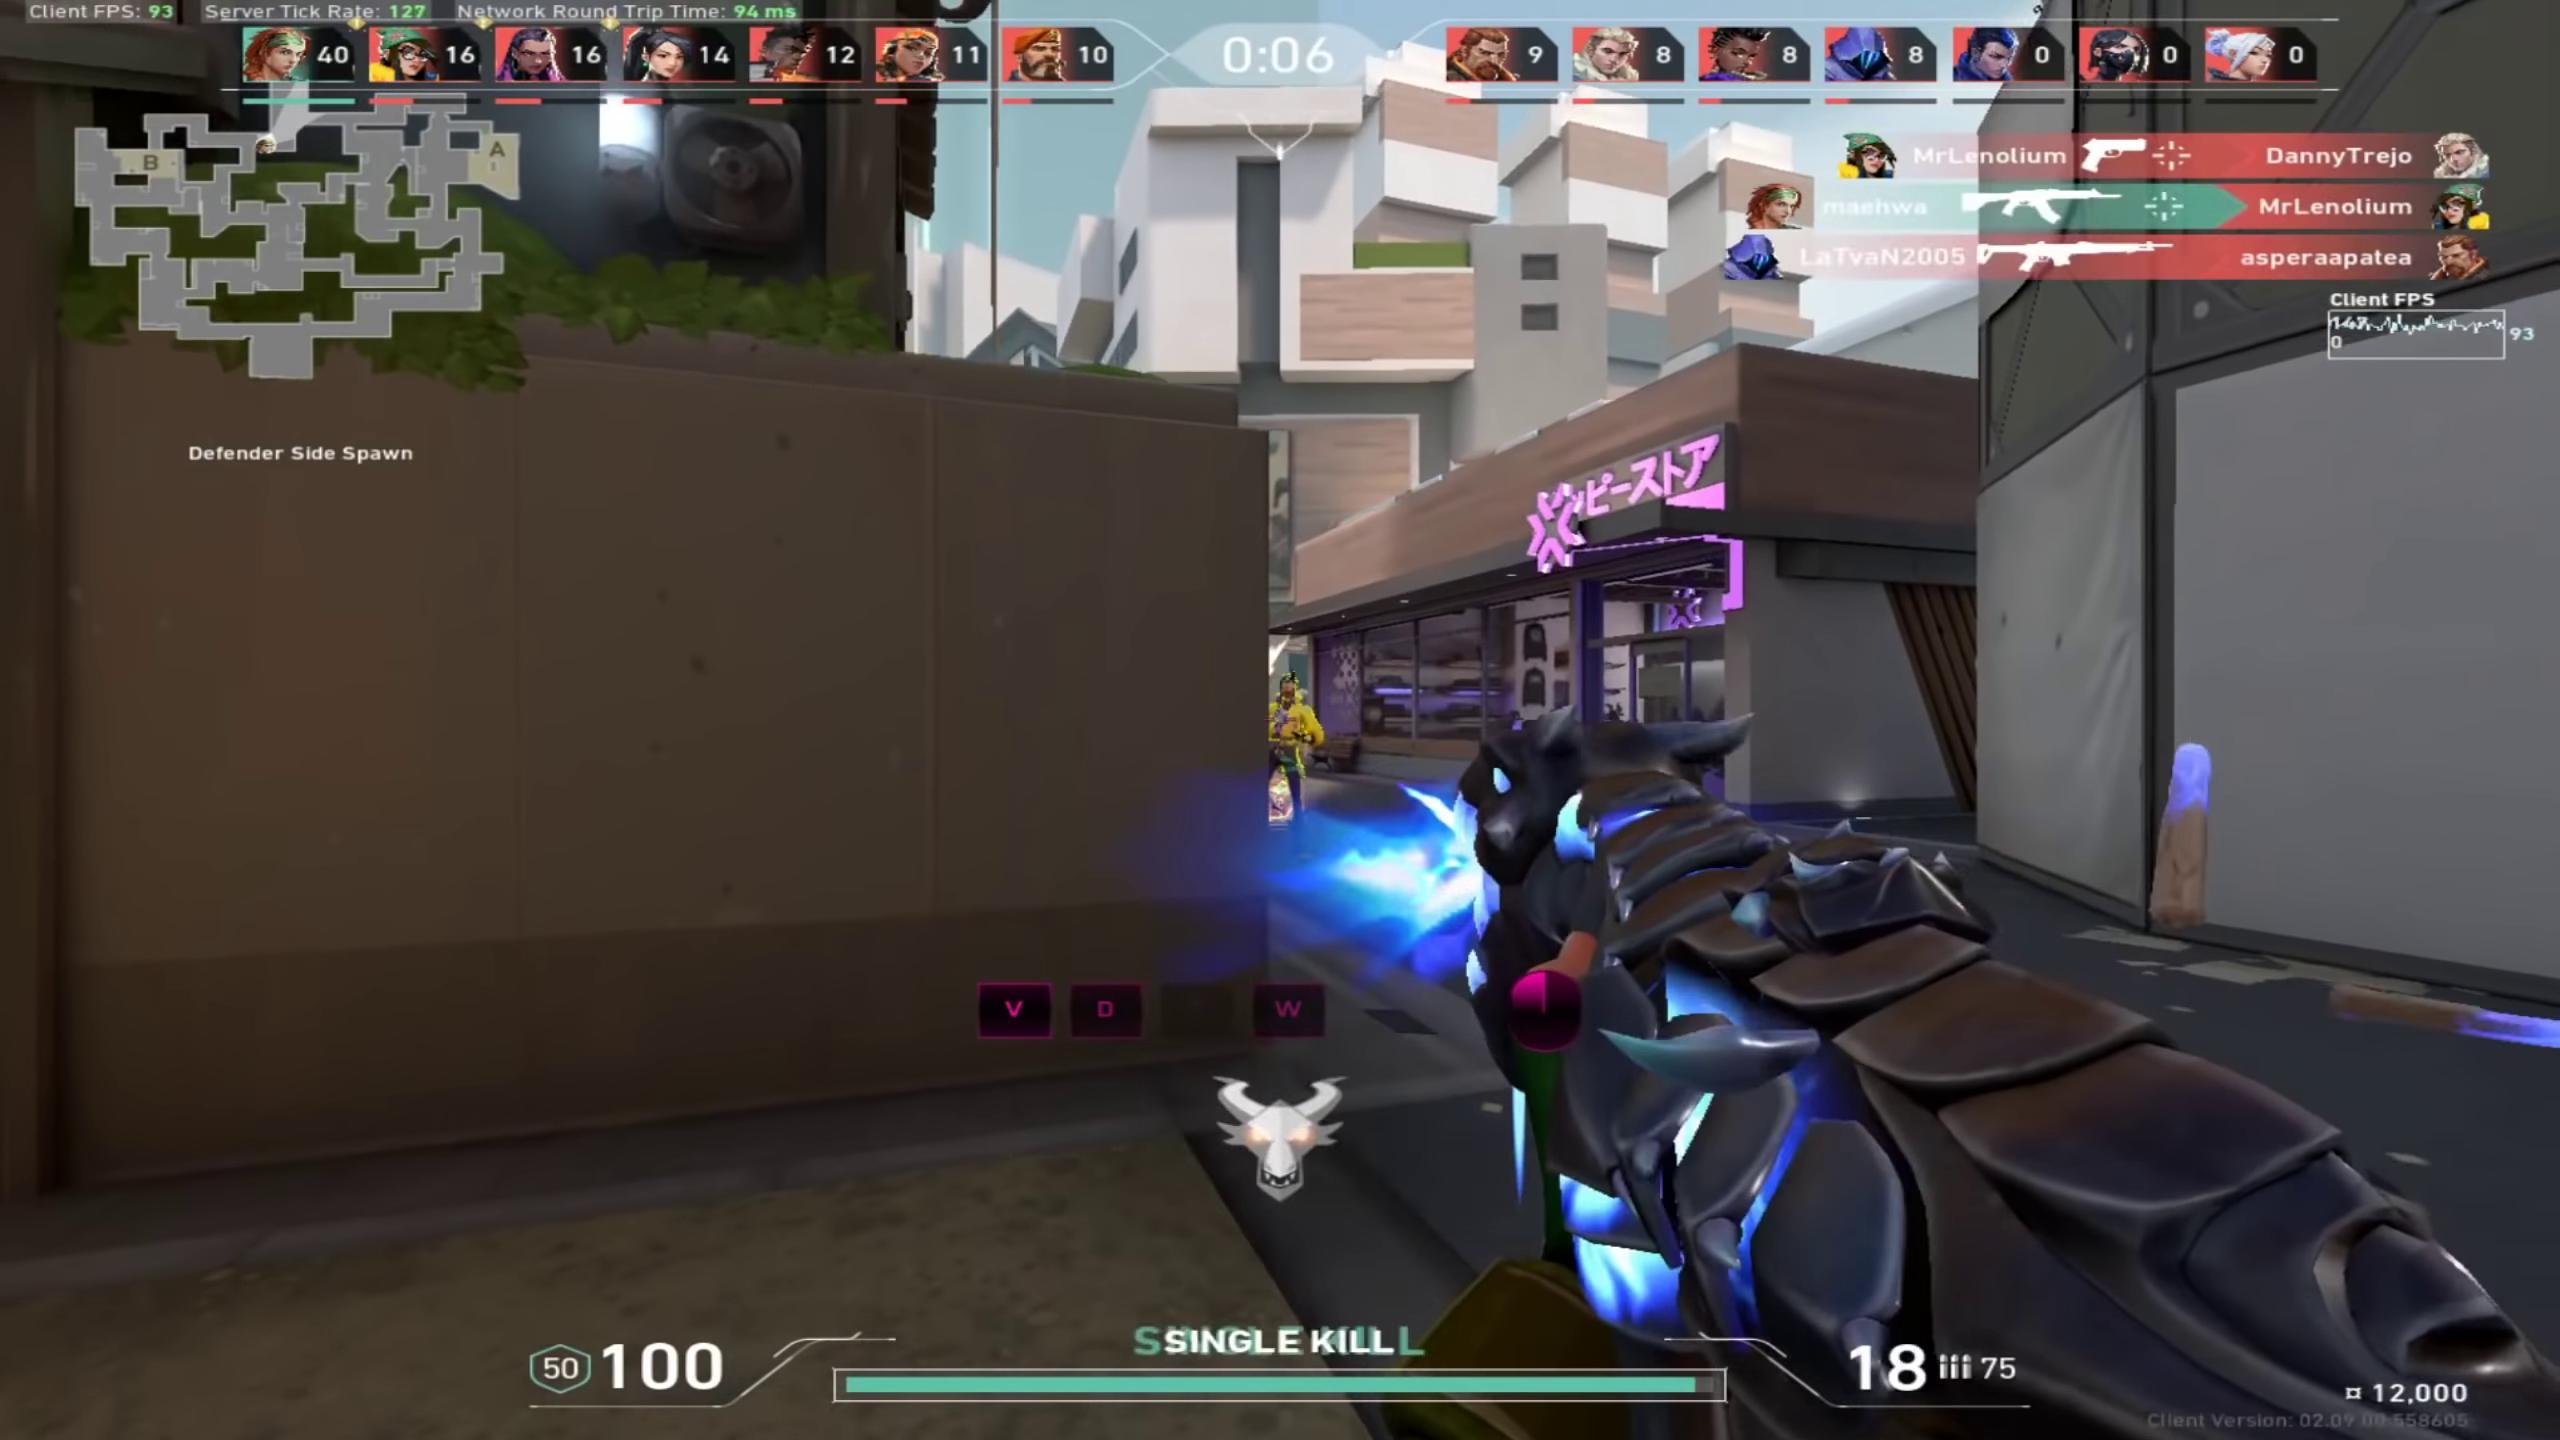 Client FPS: 93 Server Tick Rate: 127 Network Round Trip Time: 94 ms
40 16 16 14 12 11 10 0:06 9 8 8 8 0 0 0
B A
MrLenolium DannyTrejo
maehwa MrLenolium
LaTvaN2005 asperaapatea
Client FPS
93
0
Defender Side Spawn
ピーストア
V D W
SINGLE KILL
50 100
18 75
¤ 12,000